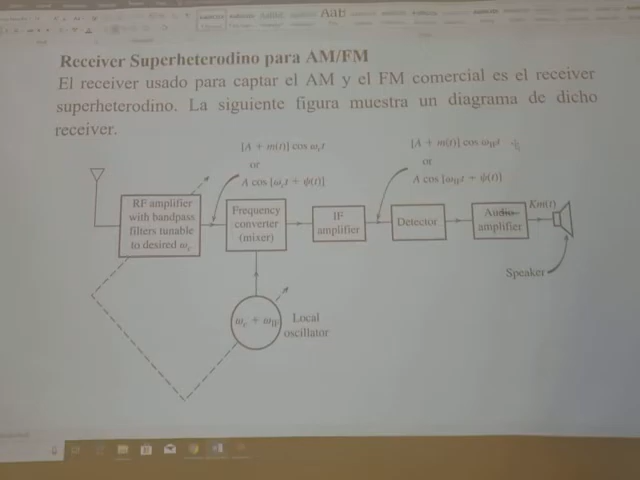 Receiver Superheterodino para AM/FM
El receiver usado para captar el AM y el FM comercial es el receiver
superheterodino. La siguiente figura muestra un diagrama de dicho
receiver.
[A + m(t)] cos ω_c t
or
A cos [ω_c t + ψ(t)]
[A + m(t)] cos ω_IF t
or
A cos [ω_IF t + ψ(t)]
RF amplifier
with bandpass
filters tunable
to desired ω_c
Frequency
converter
(mixer)
IF
amplifier
Detector
Audio
amplifier
Km(t)
Speaker
ω_c + ω_IF
Local
oscillator